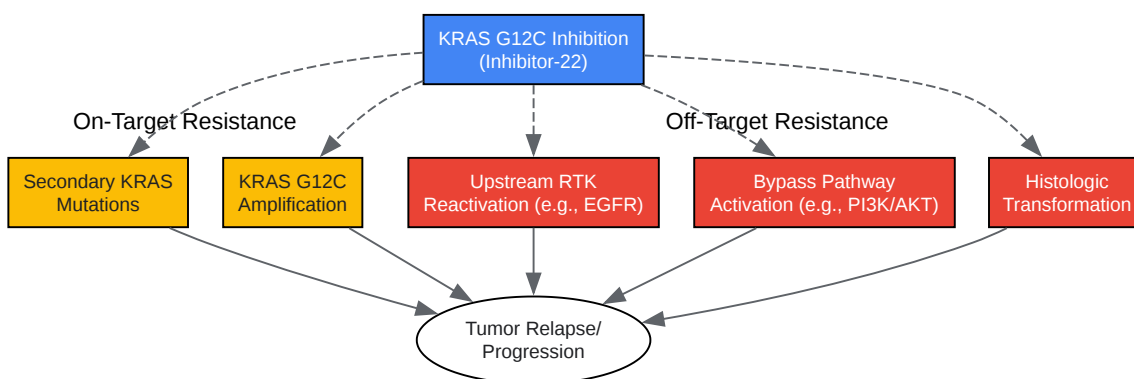 KRAS G12C Inhibition
(Inhibitor-22)
On-Target Resistance
Off-Target Resistance
Secondary KRAS
Mutations
KRAS G12C
Amplification
Upstream RTK
Reactivation (e.g., EGFR)
Bypass Pathway
Activation (e.g., PI3K/AKT)
Histologic
Transformation
Tumor Relapse/
Progression